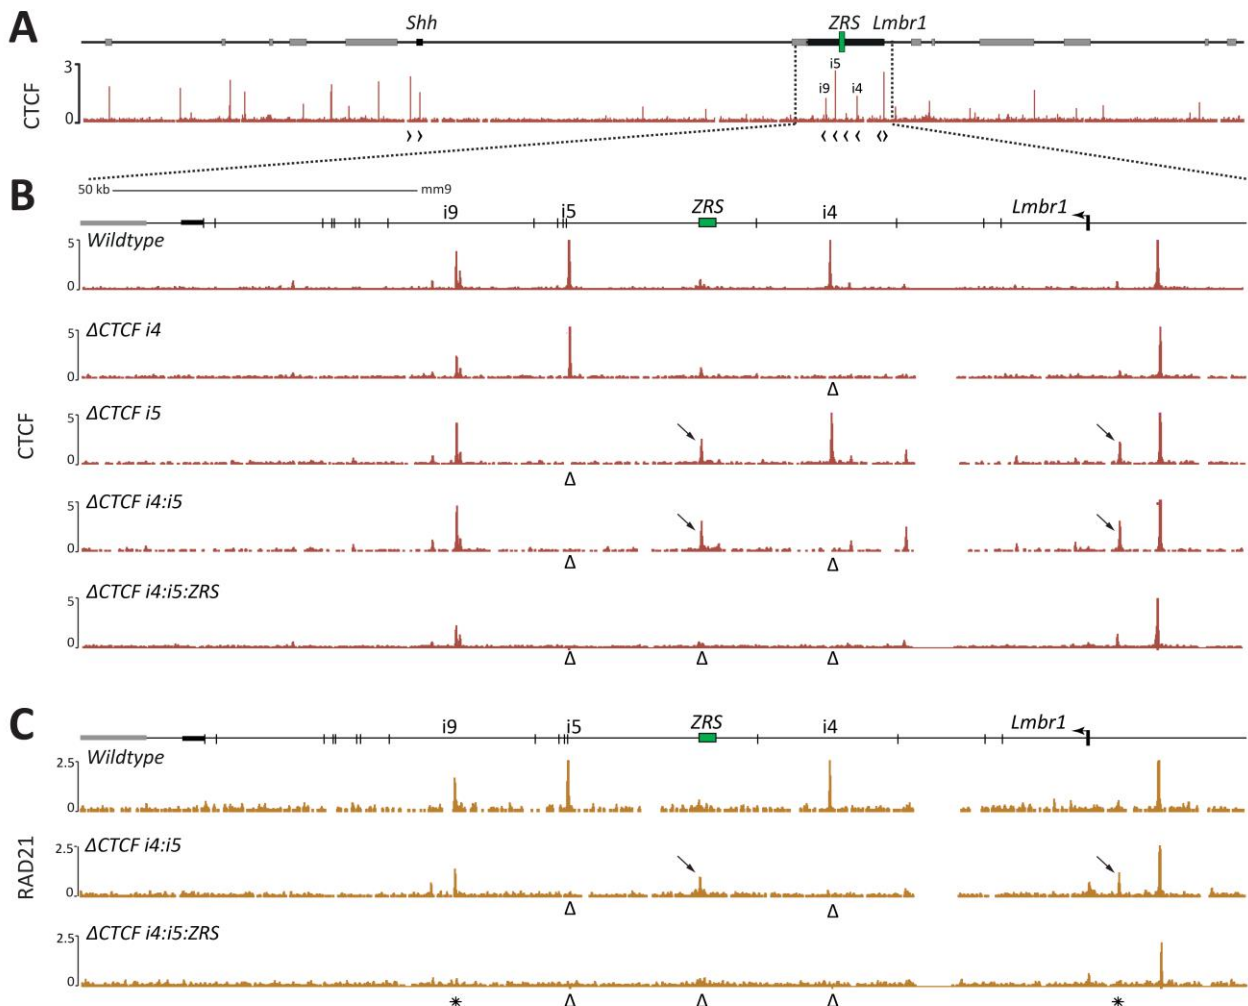 A
Shh ZRS Lmbr1
CTCF
3
0
i9 i5 i4
50 kb mm9
B
i9 i5 ZRS i4 Lmbr1
CTCF
Wildtype
5
0
ΔCTCF i4
5
0
Δ
ΔCTCF i5
5
0
Δ
ΔCTCF i4:i5
5
0
Δ Δ
ΔCTCF i4:i5:ZRS
5
0
Δ Δ Δ
C
i9 i5 ZRS i4 Lmbr1
RAD21
Wildtype
2.5
0
ΔCTCF i4:i5
2.5
0
Δ Δ
ΔCTCF i4:i5:ZRS
2.5
0
* Δ Δ Δ *